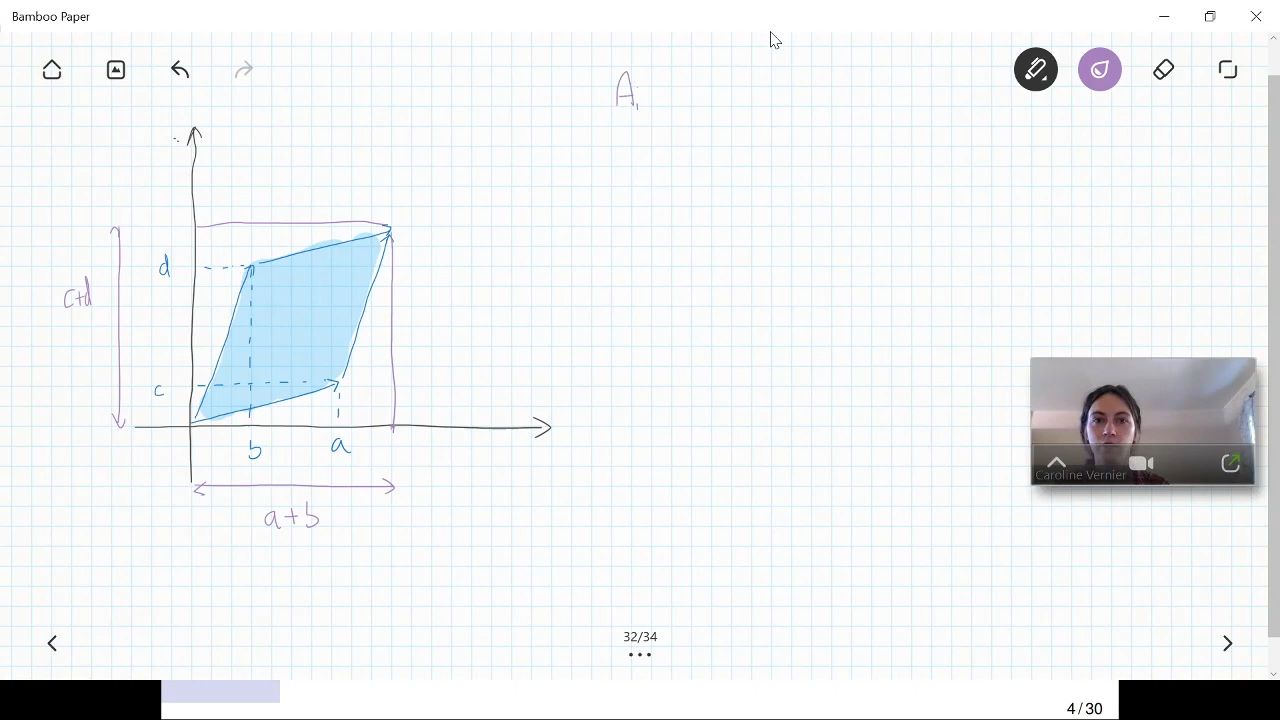 Bamboo Paper
A
d
c+d
c
b
a
a+b
Caroline Vernier
32/34
4/30